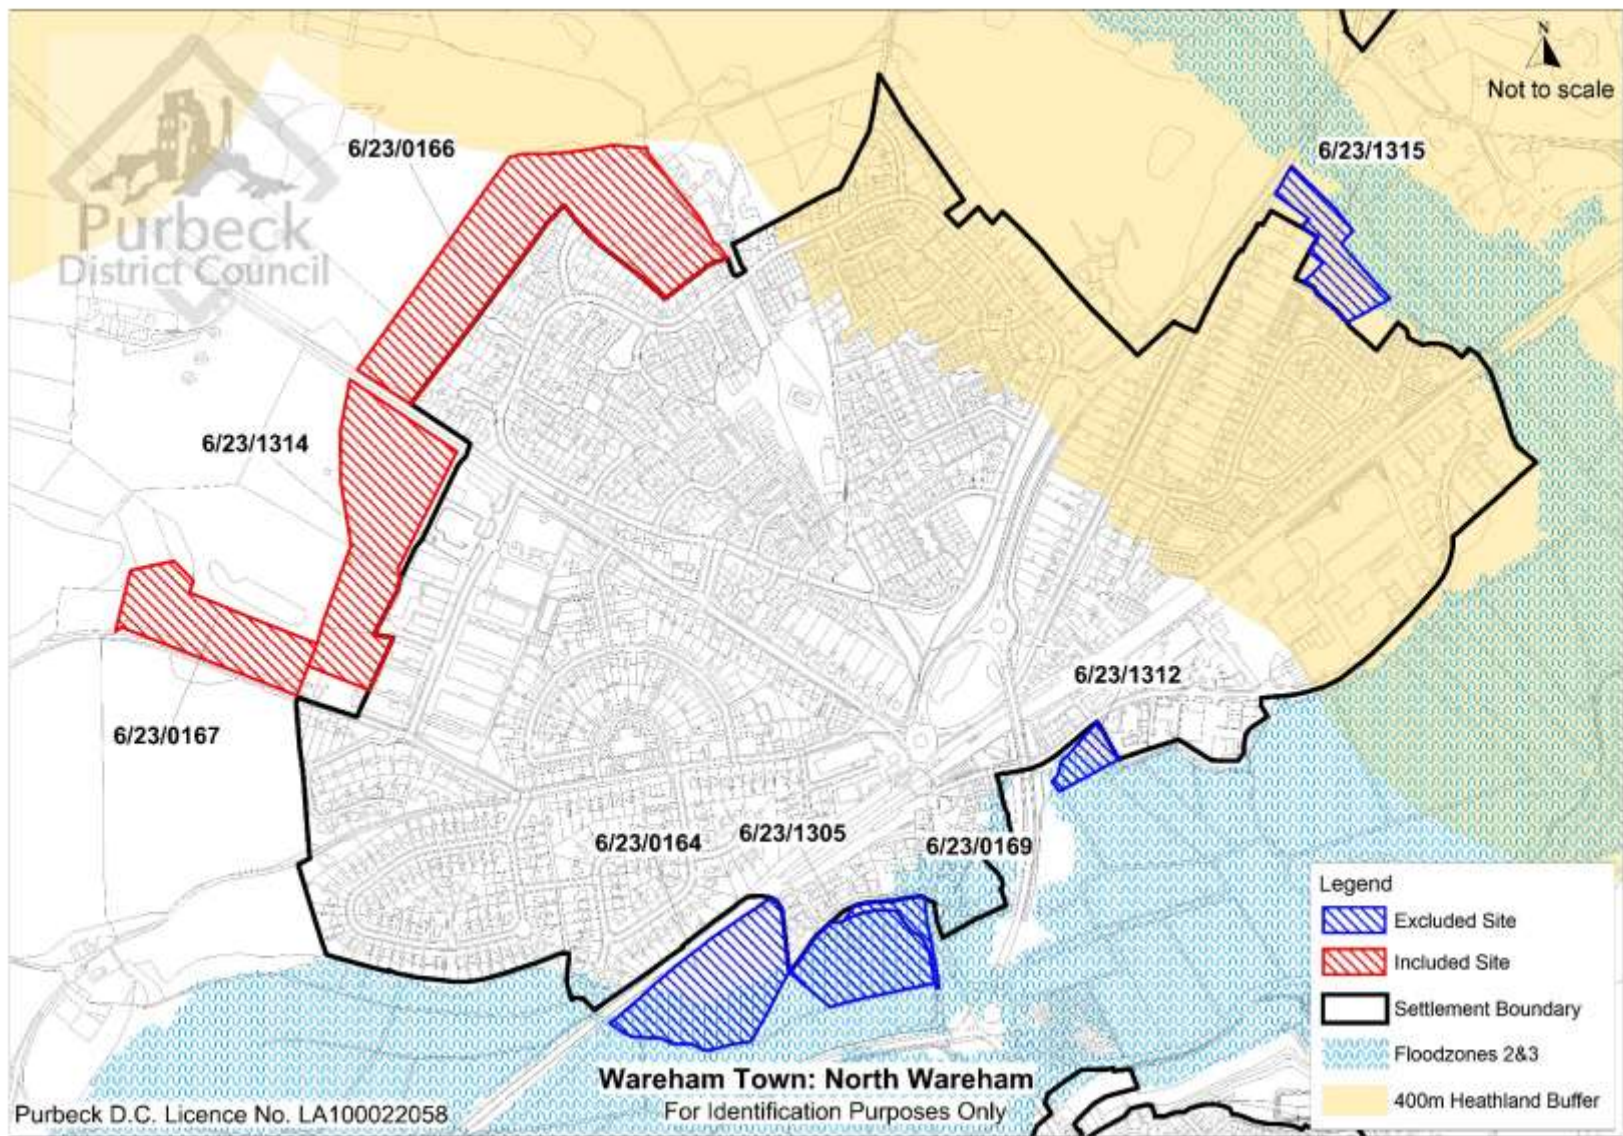 N
Not to scale
6/23/0166
6/23/1315
Purbeck
District Council
6/23/1314
6/23/1312
6/23/0167
6/23/0164
6/23/1305
6/23/0169
Legend
Excluded Site
Included Site
Settlement Boundary
Floodzones 2&3
400m Heathland Buffer
Wareham Town: North Wareham
For Identification Purposes Only
Purbeck D.C. Licence No. LA100022058